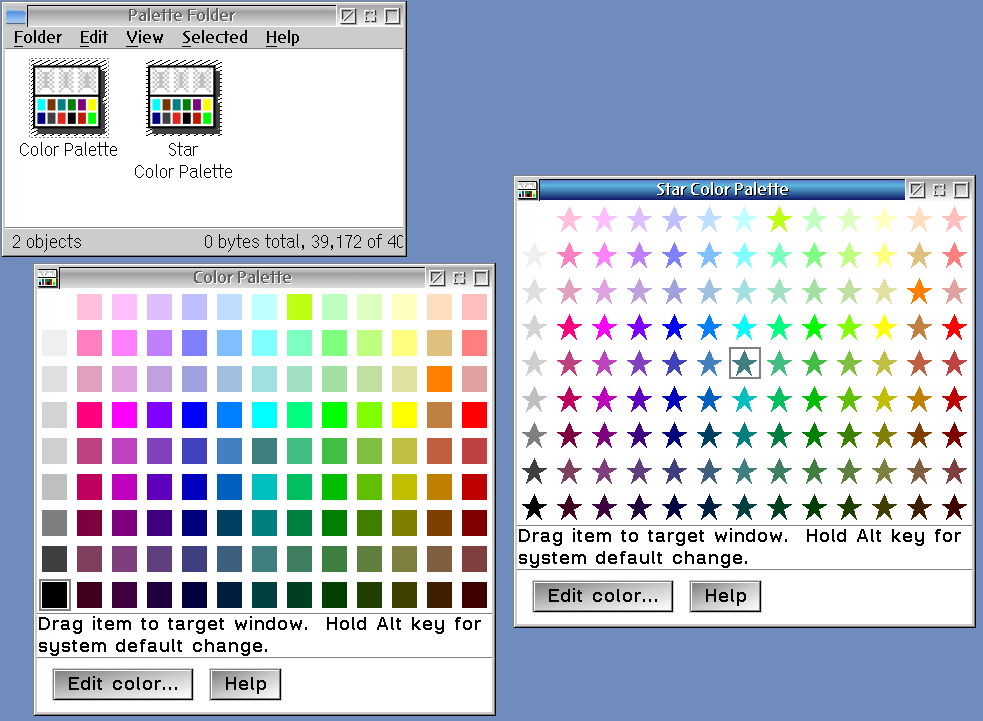 Palette Folder
Folder Edit View Selected Help
Color Palette
Star
Color Palette
2 objects 0 bytes total, 39,172 of 40
Color Palette
Drag item to target window. Hold Alt key for
system default change.
Edit color... Help
Star Color Palette
Drag item to target window. Hold Alt key for
system default change.
Edit color... Help